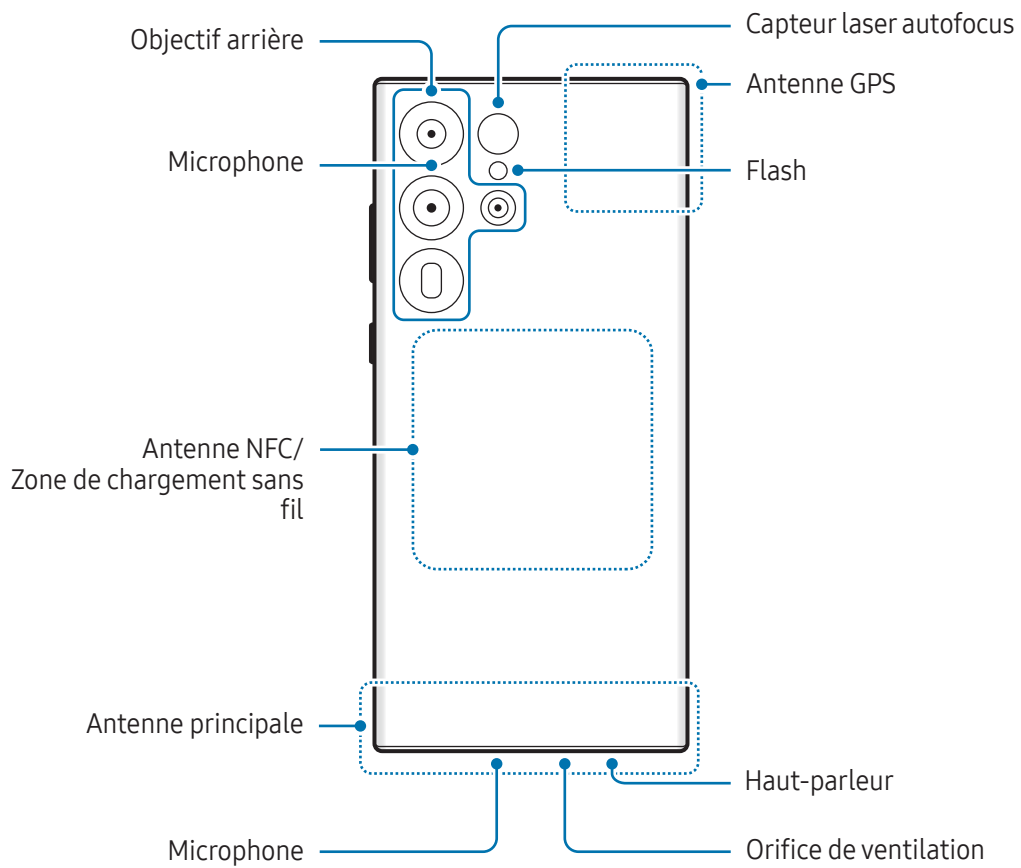 Capteur laser autofocus
Objectif arrière
Antenne GPS
Microphone
Flash
Antenne NFC/
Zone de chargement sans
fil
Antenne principale
Haut-parleur
Microphone
Orifice de ventilation